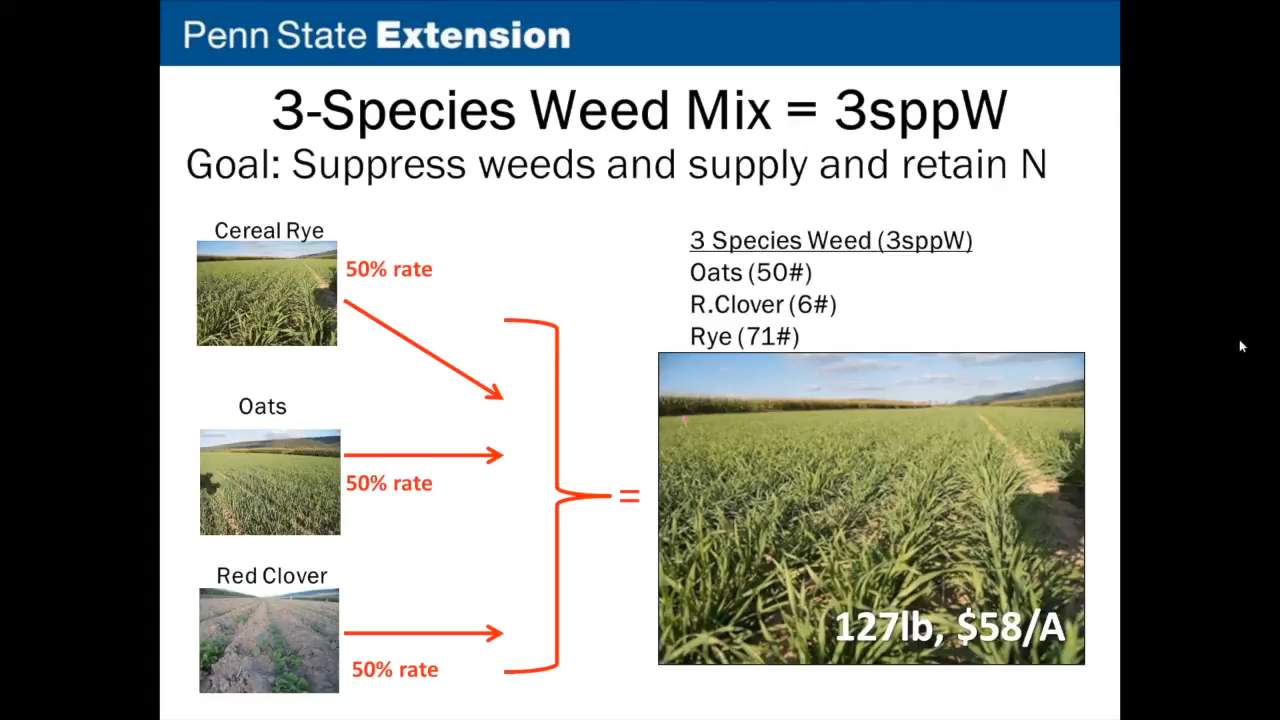 Penn State Extension
3-Species Weed Mix = 3sppW
Goal: Suppress weeds and supply and retain N
Cereal Rye
50% rate
Oats
50% rate
Red Clover
50% rate
=
3 Species Weed (3sppW)
Oats (50#)
R.Clover (6#)
Rye (71#)
127lb, $58/A